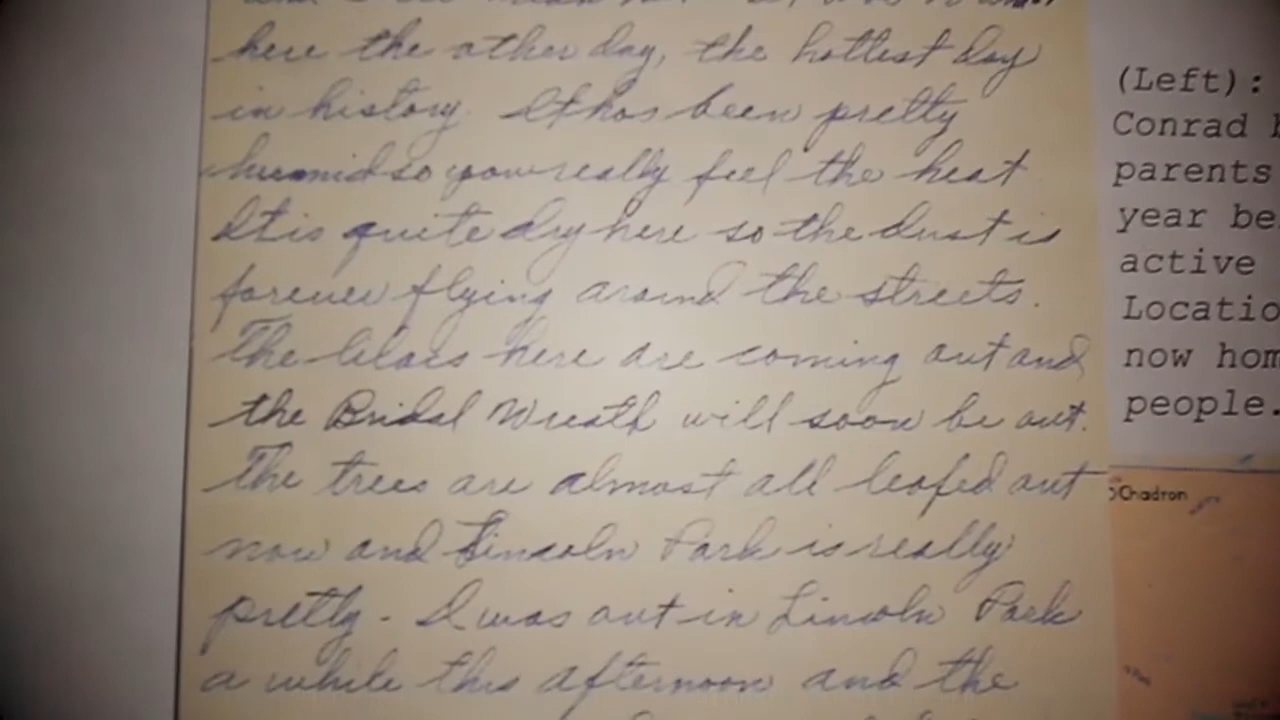 here the other day, the hottest day
in history. It has been pretty
humid so you really feel the heat
It is quite dry here so the dust is
forever flying around the streets.
The lilacs here are coming out and
the Bridal Wreath will soon be out.
The trees are almost all leafed out
now and Lincoln Park is really
pretty - I was out in Lincoln Park
a while this afternoon and the
(Left):
Conrad
parents
year be
active
Locatio
now hom
people.
Chadron